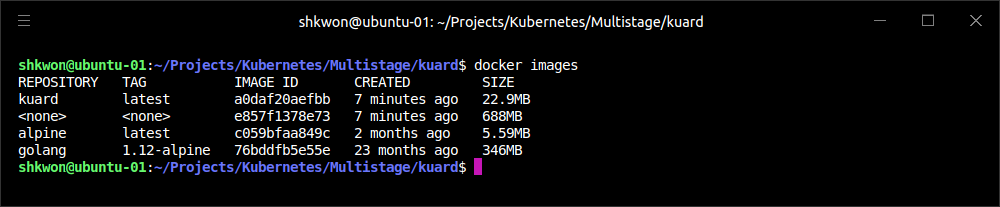 shkwon@ubuntu-01: ~/Projects/Kubernetes/Multistage/kuard
shkwon@ubuntu-01:~/Projects/Kubernetes/Multistage/kuard$ docker images
REPOSITORY   TAG           IMAGE ID       CREATED         SIZE
kuard        latest        a0daf20aefbb   7 minutes ago   22.9MB
<none>       <none>        e857f1378e73   7 minutes ago   688MB
alpine       latest        c059bfaa849c   2 months ago    5.59MB
golang       1.12-alpine   76bddfb5e55e   23 months ago   346MB
shkwon@ubuntu-01:~/Projects/Kubernetes/Multistage/kuard$